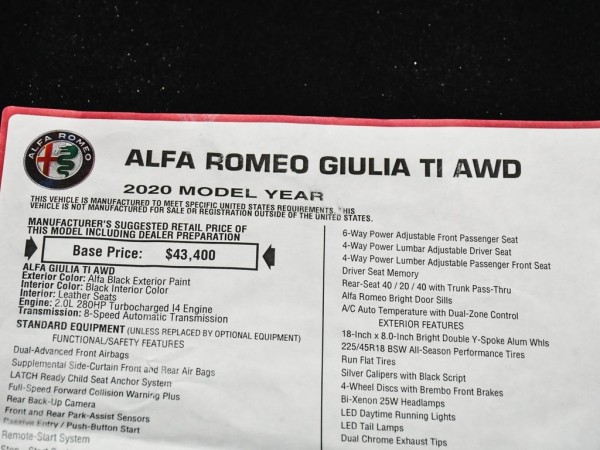 ALFA ROMEO
ALFA ROMEO GIULIA TI AWD
2020 MODEL YEAR
THIS VEHICLE IS MANUFACTURED TO MEET SPECIFIC UNITED STATES REQUIREMENTS. HIS
VEHICLE IS NOT MANUFACTURED FOR SALE OR REGISTRATION OUTSIDE OF THE UNITED STATES.
MANUFACTURER'S SUGGESTED RETAIL PRICE OF
THIS MODEL INCLUDING DEALER PREPARATION
Base Price: $43,400
ALFA GIULIA TI AWD
Exterior Color: Alfa Black Exterior Paint
Interior Color: Black Interior Color
Interior: Leather Seats
Engine: 2.0L 280HP Turbocharged I4 Engine
Transmission: 8-Speed Automatic Transmission
STANDARD EQUIPMENT (UNLESS REPLACED BY OPTIONAL EQUIPMENT)
FUNCTIONAL/SAFETY FEATURES
Dual-Advanced Front Airbags
Supplemental Side-Curtain Front and Rear Air Bags
LATCH Ready Child Seat Anchor System
Full-Speed Forward Collision Warning Plus
Rear Back-Up Camera
Front and Rear Park-Assist Sensors
Passive Entry / Push-Button Start
Remote-Start System
6-Way Power Adjustable Front Passenger Seat
4-Way Power Lumbar Adjustable Driver Seat
4-Way Power Lumbar Adjustable Passenger Front Seat
Driver Seat Memory
Rear-Seat 40 / 20 / 40 with Trunk Pass-Thru
Alfa Romeo Bright Door Sills
A/C Auto Temperature with Dual-Zone Control
EXTERIOR FEATURES
18-Inch x 8.0-Inch Bright Double Y-Spoke Alum Whls
225/45R18 BSW All-Season Performance Tires
Run Flat Tires
Silver Calipers with Black Script
4-Wheel Discs with Brembo Front Brakes
Bi-Xenon 25W Headlamps
LED Daytime Running Lights
LED Tail Lamps
Dual Chrome Exhaust Tips